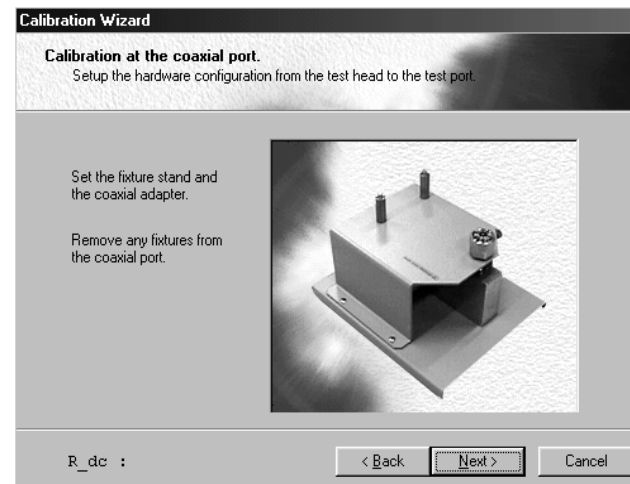 Calibration Wizard
Calibration at the coaxial port.
Setup the hardware configuration from the test head to the test port.
Set the fixture stand and
the coaxial adapter.
Remove any fixtures from
the coaxial port.
R_dc :
< Back
Next >
Cancel